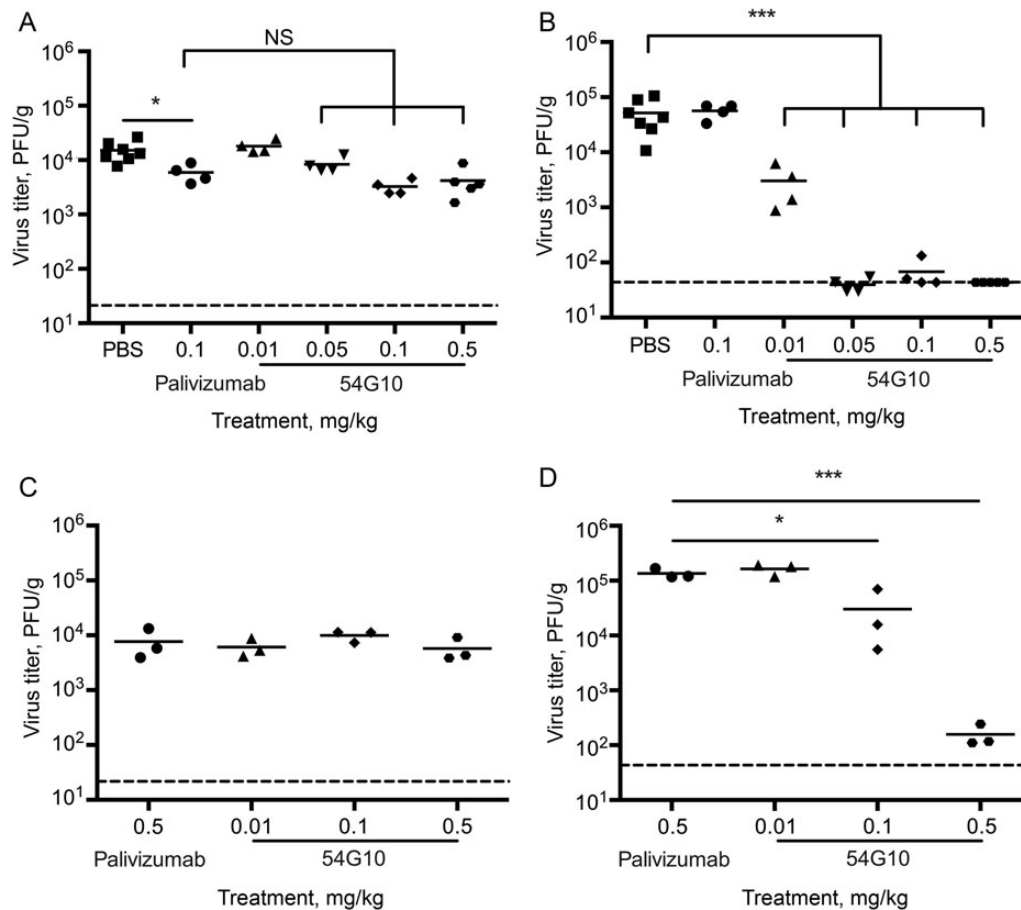 A
NS
*
Virus titer, PFU/g
10^6
10^5
10^4
10^3
10^2
10^1
PBS 0.1 0.01 0.05 0.1 0.5
Palivizumab 54G10
Treatment, mg/kg
B
***
Virus titer, PFU/g
10^6
10^5
10^4
10^3
10^2
10^1
PBS 0.1 0.01 0.05 0.1 0.5
Palivizumab 54G10
Treatment, mg/kg
C
Virus titer, PFU/g
10^6
10^5
10^4
10^3
10^2
10^1
0.5 0.01 0.1 0.5
Palivizumab 54G10
Treatment, mg/kg
D
***
*
Virus titer, PFU/g
10^6
10^5
10^4
10^3
10^2
10^1
0.5 0.01 0.1 0.5
Palivizumab 54G10
Treatment, mg/kg